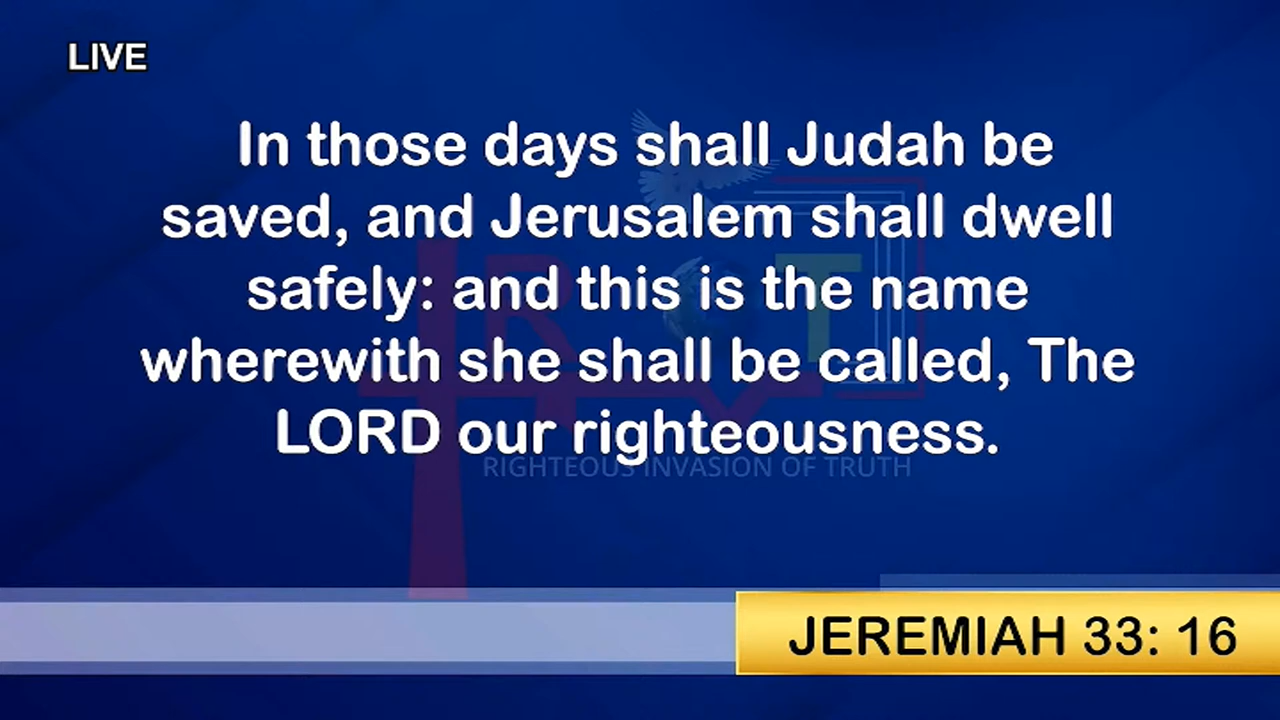 LIVE
In those days shall Judah be
saved, and Jerusalem shall dwell
safely: and this is the name
wherewith she shall be called, The
LORD our righteousness.
R T
RIGHTEOUS INVASION OF TRUTH
JEREMIAH 33: 16